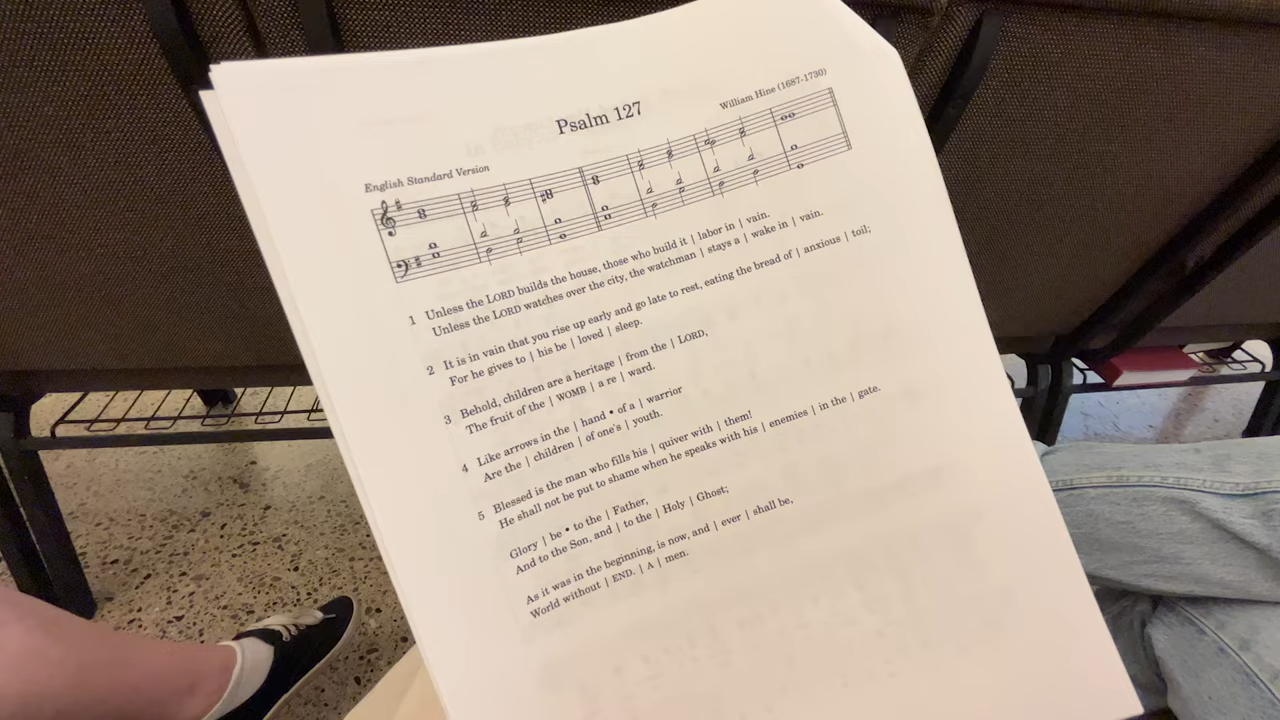 Psalm 127
William Hine (1687-1730)
English Standard Version
1 Unless the LORD builds the house, those who build it | labor in | vain.
Unless the LORD watches over the city, the watchman | stays a | wake in | vain.
2 It is in vain that you rise up early and go late to rest, eating the bread of | anxious | toil;
For he gives to | his be | loved | sleep.
3 Behold, children are a heritage | from the | LORD,
The fruit of the | WOMB | a re | ward.
4 Like arrows in the | hand • of a | warrior
Are the | children | of one's | youth.
5 Blessed is the man who fills his | quiver with | them!
He shall not be put to shame when he speaks with his | enemies | in the | gate.
Glory | be • to the | Father,
And to the Son, and | to the | Holy | Ghost;
As it was in the beginning, is now, and | ever | shall be,
World without | END. | A | men.